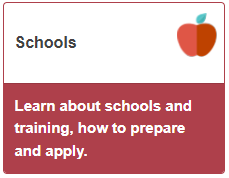 Schools
Learn about schools and
training, how to prepare
and apply.